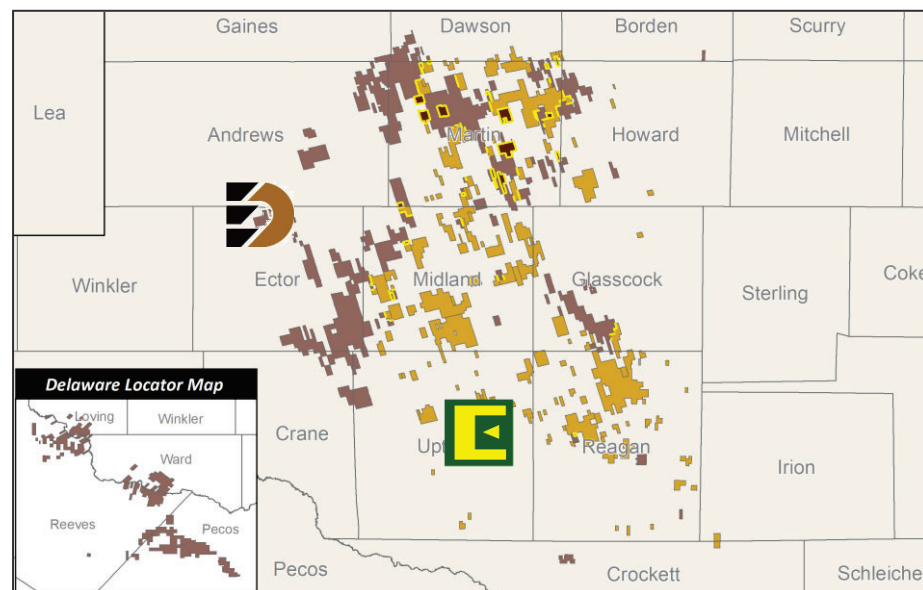 Gaines
Dawson
Borden
Scurry
Lea
Andrews
Martin
Howard
Mitchell
Winkler
Ector
Midland
Glasscock
Sterling
Coke
Delaware Locator Map
Loving
Winkler
Ward
Reeves
Pecos
Crane
Upt
Reagan
Irion
Pecos
Crockett
Schleiche